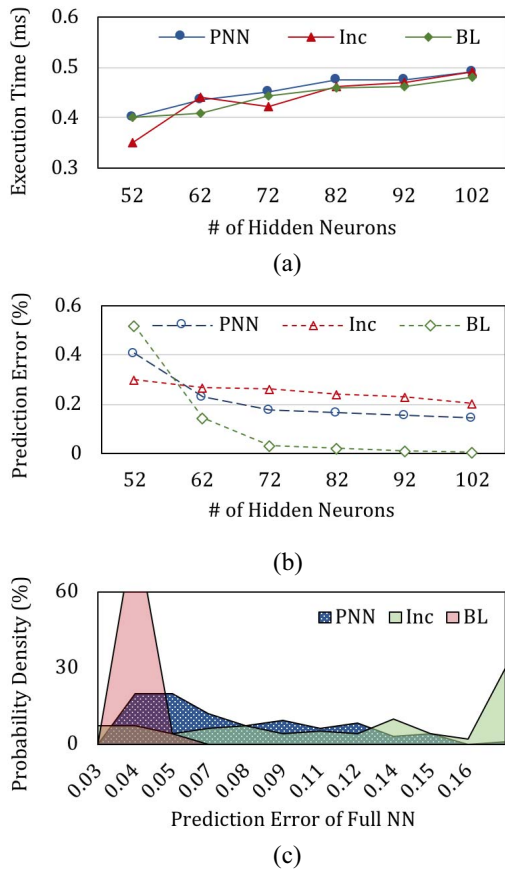 Execution Time (ms)
0.6
0.5
0.4
0.3
PNN Inc BL
52 62 72 82 92 102
# of Hidden Neurons
(a)
Prediction Error (%)
0.6
0.4
0.2
0
PNN Inc BL
52 62 72 82 92 102
# of Hidden Neurons
(b)
Probability Density (%)
60
30
0
PNN Inc BL
0.03 0.04 0.05 0.07 0.08 0.09 0.11 0.12 0.14 0.15 0.16
Prediction Error of Full NN
(c)